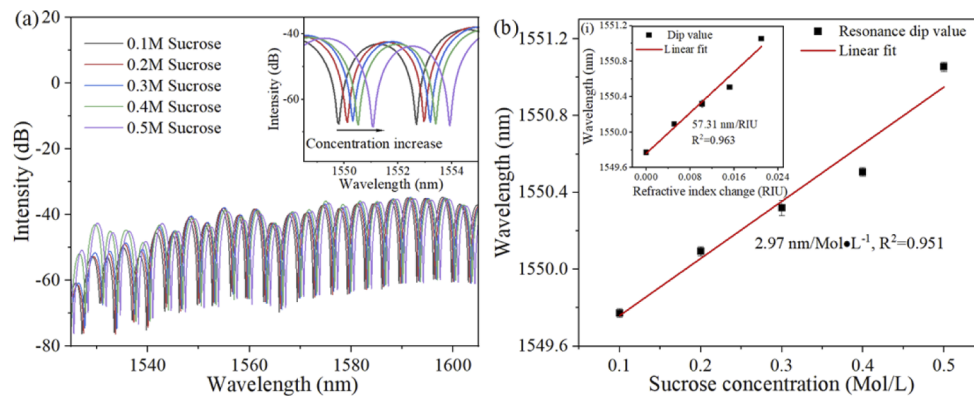 (a)
0.1M Sucrose
0.2M Sucrose
0.3M Sucrose
0.4M Sucrose
0.5M Sucrose
Intensity (dB)
20
0
-20
-40
-60
-80
1540
1560
1580
1600
Wavelength (nm)
Intensity (dB)
-40
-60
Concentration increase
1550
1552
1554
Wavelength (nm)
(b)
Resonance dip value
Linear fit
Wavelength (nm)
1551.2
1550.8
1550.4
1550.0
1549.6
0.1
0.2
0.3
0.4
0.5
Sucrose concentration (Mol/L)
2.97 nm/Mol•L⁻¹, R²=0.951
(i)
Dip value
Linear fit
Wavelength (nm)
1551.2
1550.8
1550.4
1550.0
1549.6
57.31 nm/RIU
R²=0.963
0.000
0.006
0.012
0.018
0.024
Refractive index change (RIU)